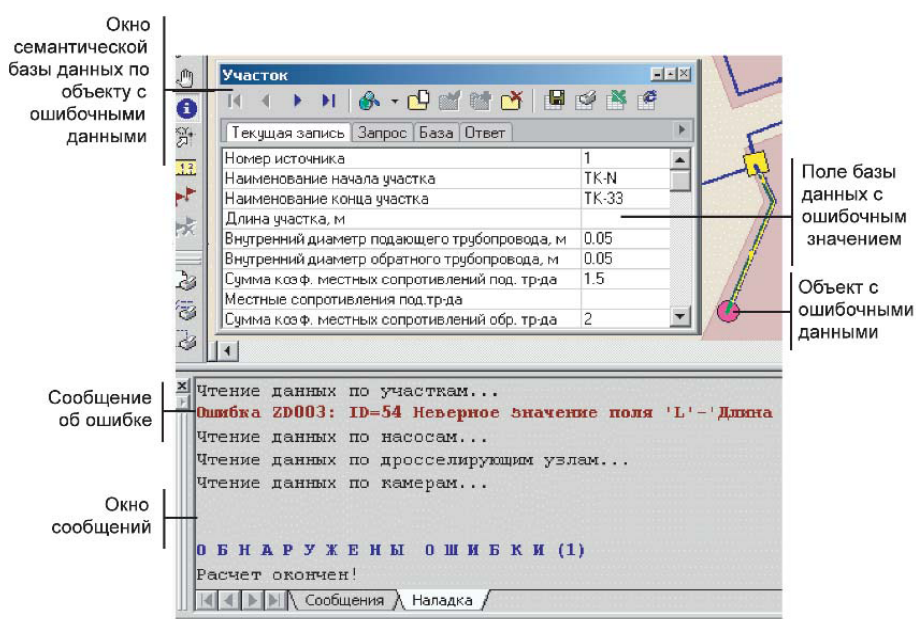 Окно
семантической
базы данных по
объекту с
ошибочными
данными
Участок
Текущая запись Запрос База Ответ
Номер источника 1
Наименование начала участка ТК-N
Наименование конца участка ТК-33
Длина участка, м
Внутренний диаметр подающего трубопровода, м 0.05
Внутренний диаметр обратного трубопровода, м 0.05
Сумма коэф. местных сопротивлений под. тр-да 1.5
Местные сопротивления под.тр-да
Сумма коэф. местных сопротивлений обр. тр-да 2
Поле базы
данных с
ошибочным
значением
Объект с
ошибочными
данными
Сообщение
об ошибке
Окно
сообщений
Чтение данных по участкам...
Ошибка ZD003: ID=54 Неверное значение поля 'L'-'Длина
Чтение данных по насосам...
Чтение данных по дросселирующим узлам...
Чтение данных по камерам...
О Б Н А Р У Ж Е Н Ы О Ш И Б К И (1)
Расчет окончен!
Сообщения Наладка